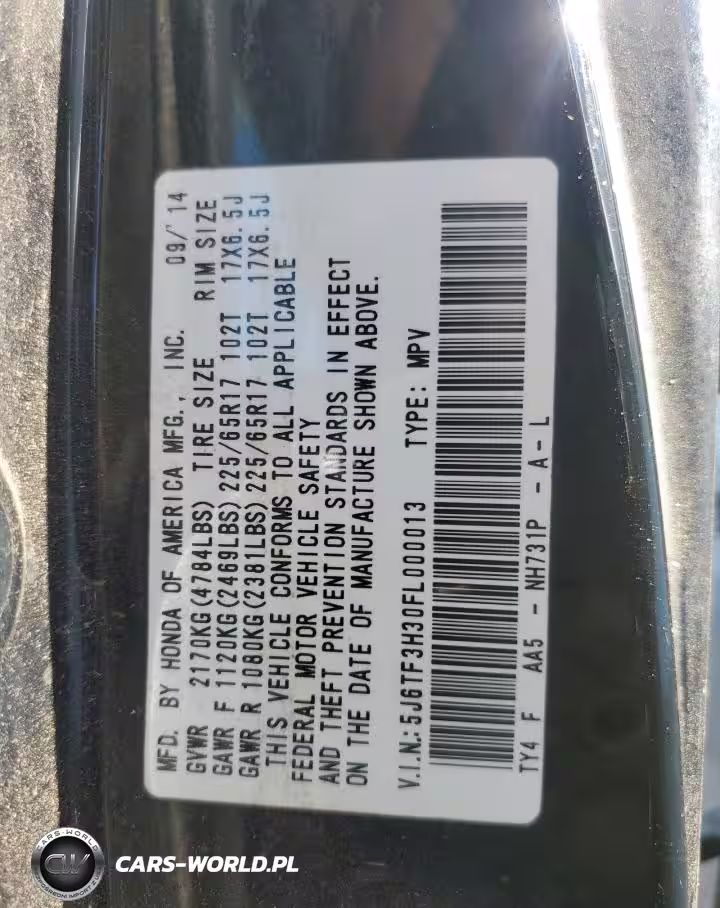 MFD. BY HONDA OF AMERICA MFG., INC. 09/'14
GVWR 2170KG(4784LBS) TIRE SIZE RIM SIZE
GAWR F 1120KG(2469LBS)225/65R17 102T 17X6.5J
GAWR R 1080KG(2381LBS)225/65R17 102T 17X6.5J
THIS VEHICLE CONFORMS TO ALL APPLICABLE
FEDERAL MOTOR VEHICLE SAFETY
AND THEFT PREVENTION STANDARDS IN EFFECT
ON THE DATE OF MANUFACTURE SHOWN ABOVE.
V.I.N.:5J6TF3H30FL000013 TYPE: MPV
TY4 F AA5 - NH731P - A - L
CARS-WORLD
CW
CARS-WORLD.PL